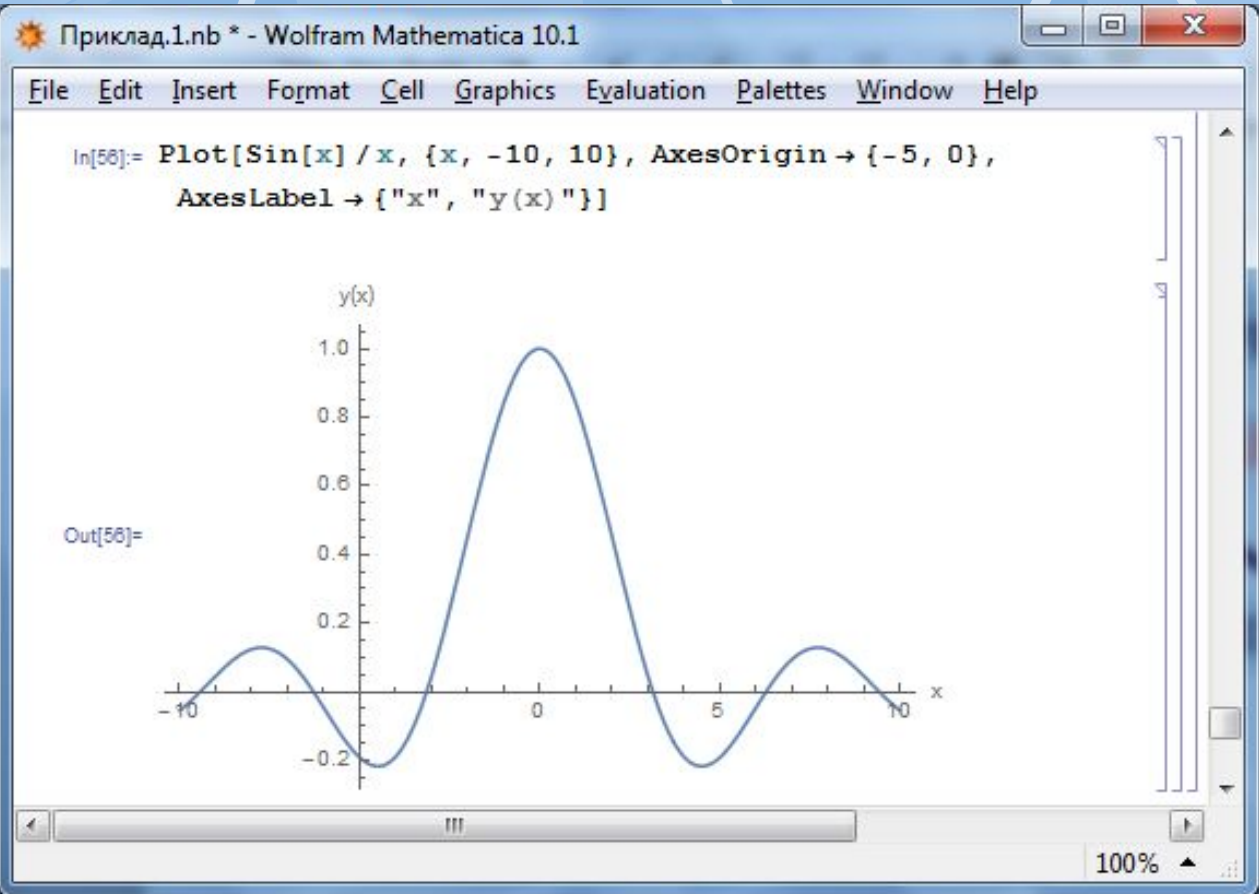 Приклад.1.nb * - Wolfram Mathematica 10.1
File Edit Insert Format Cell Graphics Evaluation Palettes Window Help
In[56]:= Plot[Sin[x] / x, {x, -10, 10}, AxesOrigin → {-5, 0},
AxesLabel → {"x", "y(x)"}]
y(x)
1.0
0.8
0.6
Out[56]=
0.4
0.2
x
-10 0 5 10
-0.2
100%